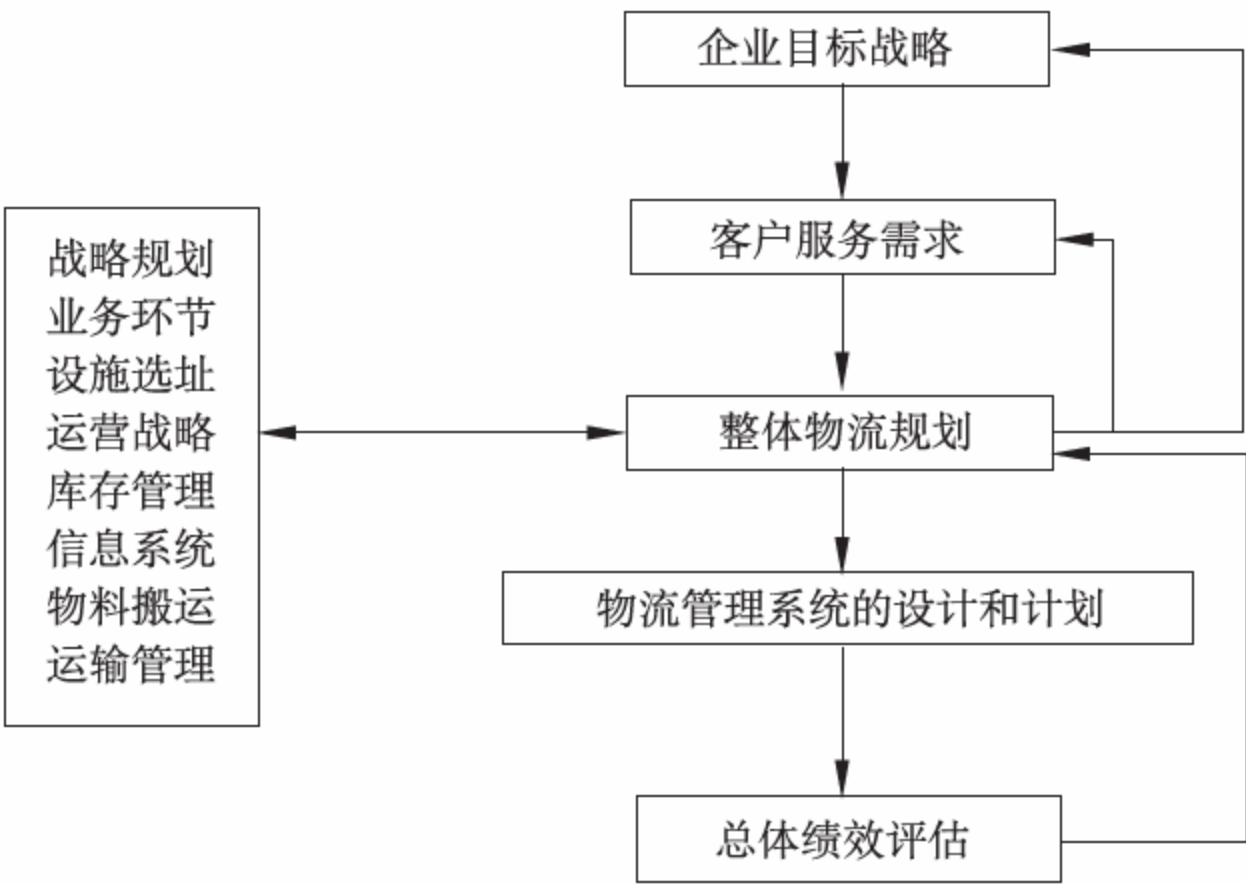 企业目标战略
客户服务需求
战略规划
业务环节
设施选址
运营战略
库存管理
信息系统
物料搬运
运输管理
整体物流规划
物流管理系统的设计和计划
总体绩效评估